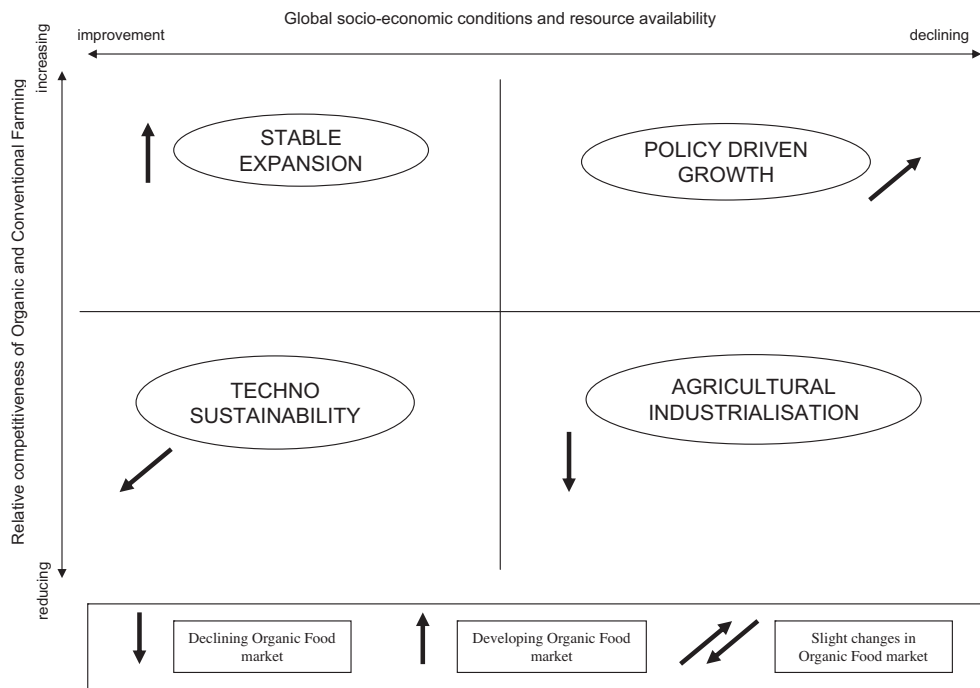 Global socio-economic conditions and resource availability
improvement
declining
increasing
Relative competitiveness of Organic and Conventional Farming
reducing
STABLE
EXPANSION
POLICY DRIVEN
GROWTH
TECHNO
SUSTAINABILITY
AGRICULTURAL
INDUSTRIALISATION
Declining Organic Food
market
Developing Organic Food
market
Slight changes in
Organic Food market